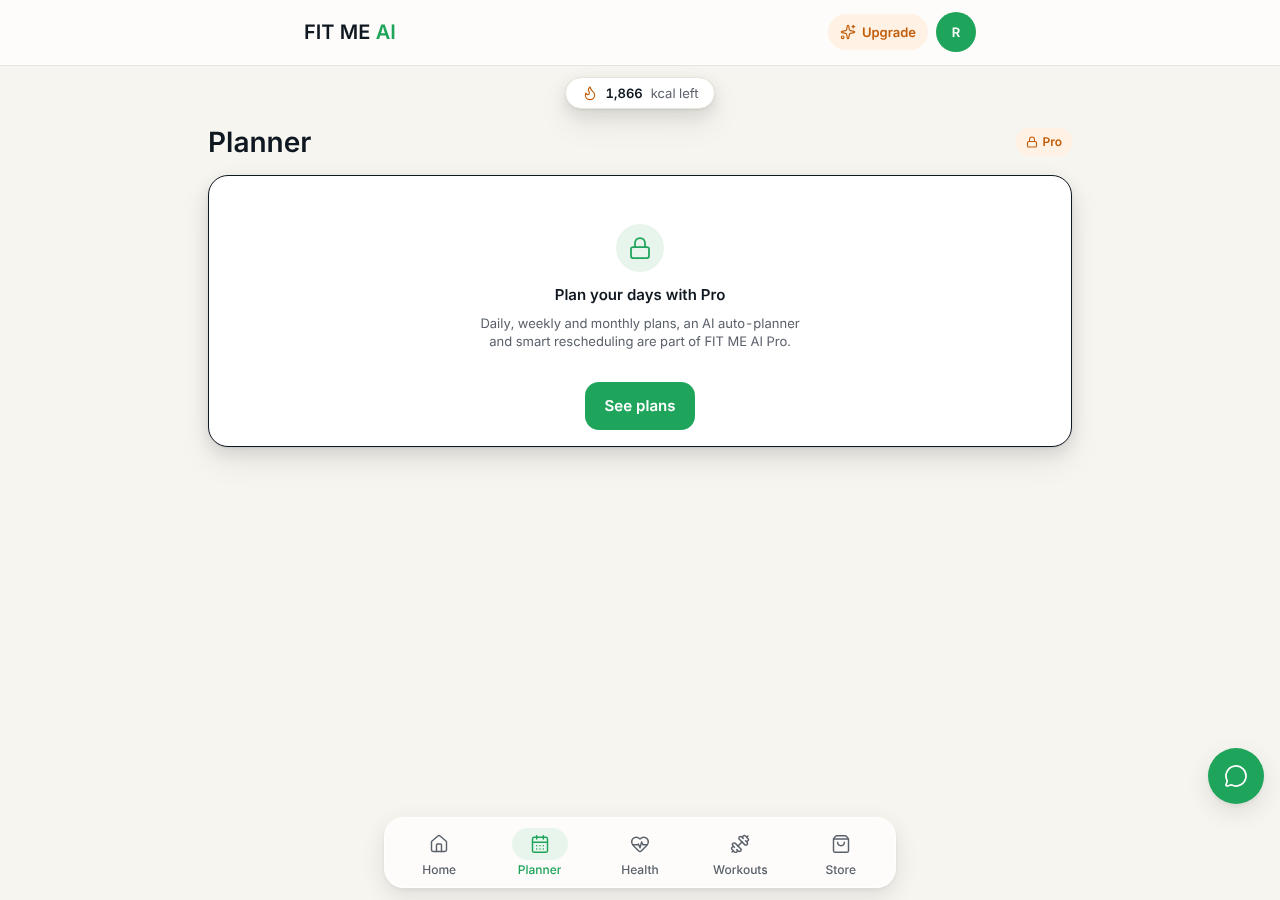 FIT ME AI
Upgrade
R
1,866 kcal left
Planner
Pro
Plan your days with Pro
Daily, weekly and monthly plans, an AI auto-planner
and smart rescheduling are part of FIT ME AI Pro.
See plans
Home
Planner
Health
Workouts
Store